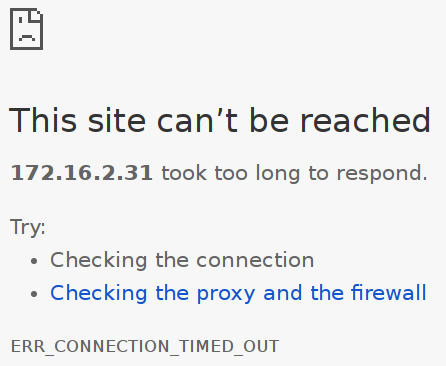 This site can’t be reached
172.16.2.31 took too long to respond.
Try:
• Checking the connection
• Checking the proxy and the firewall
ERR_CONNECTION_TIMED_OUT